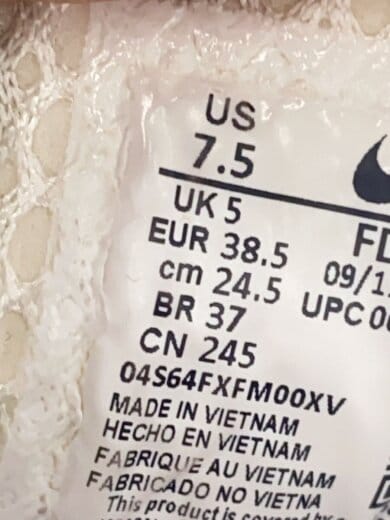 US
7.5
UK 5
EUR 38.5
cm 24.5
BR 37
CN 245
04S64FXFM00XV
MADE IN VIETNAM
HECHO EN VIETNAM
FABRIQUE AU VIETNAM
FABRICADO NO VIETNA
This product is covered by
09/1
UPC